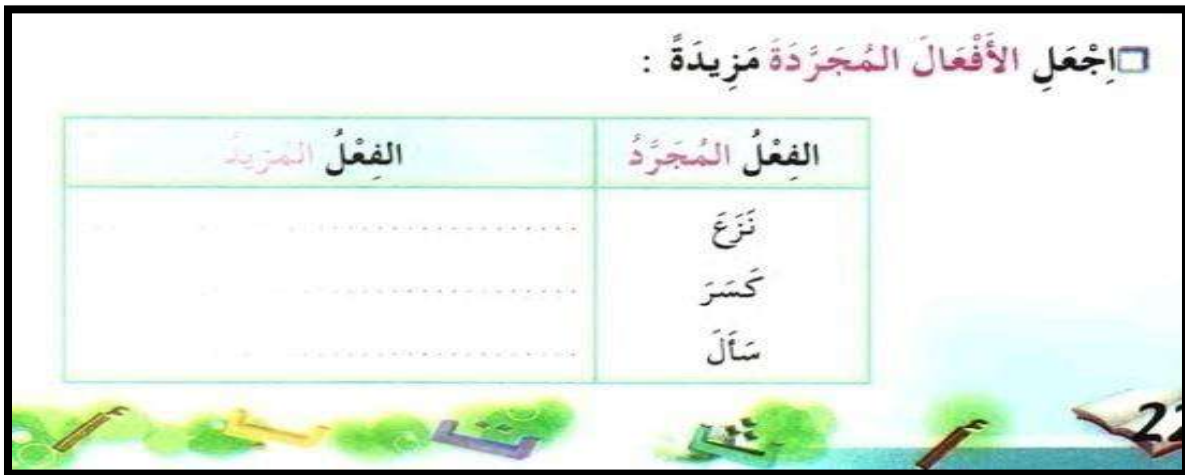 اِجْعَلِ الأَفْعَالَ المُجَرَّدَةَ مَزِيدَةً :
الفِعْلُ المُجَرَّدُ الفِعْلُ المَزِيدُ
نَزَعَ ..............................
كَسَرَ ..............................
سَأَلَ ..............................
ث ت ب أ
22